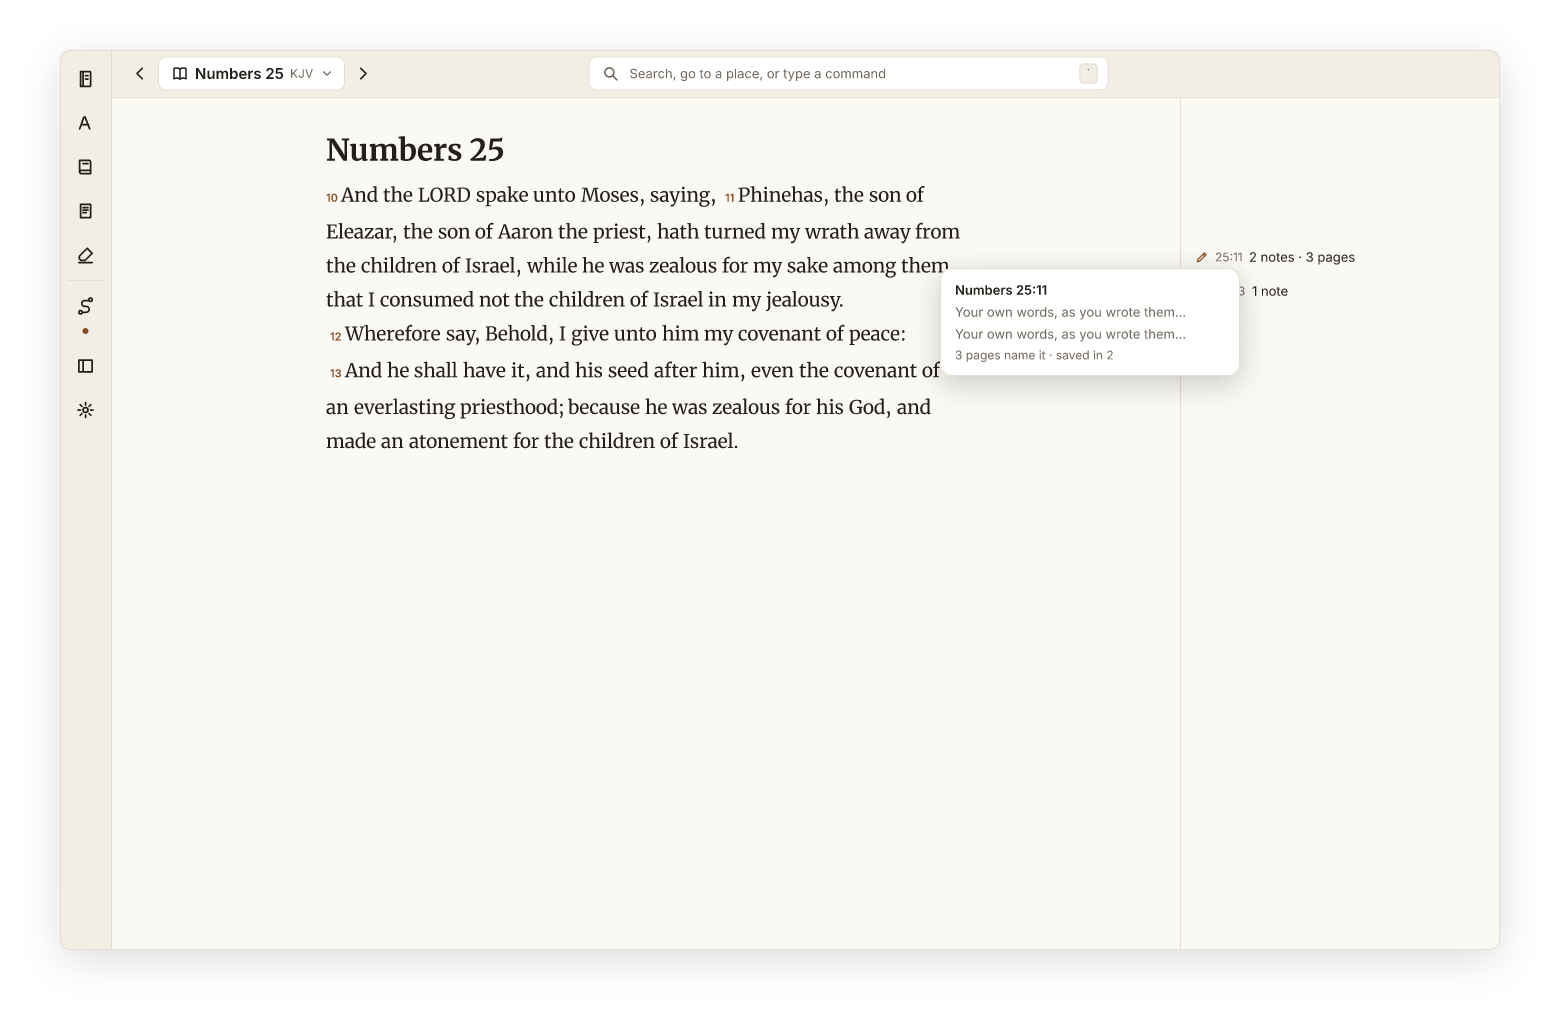 Numbers 25 KJV
Search, go to a place, or type a command
Numbers 25
10 And the LORD spake unto Moses, saying, 11 Phinehas, the son of
Eleazar, the son of Aaron the priest, hath turned my wrath away from
the children of Israel, while he was zealous for my sake among them,
that I consumed not the children of Israel in my jealousy.
12 Wherefore say, Behold, I give unto him my covenant of peace:
13 And he shall have it, and his seed after him, even the covenant of
an everlasting priesthood; because he was zealous for his God, and
made an atonement for the children of Israel.
25:11 2 notes · 3 pages
3 1 note
Numbers 25:11
Your own words, as you wrote them...
Your own words, as you wrote them...
3 pages name it · saved in 2